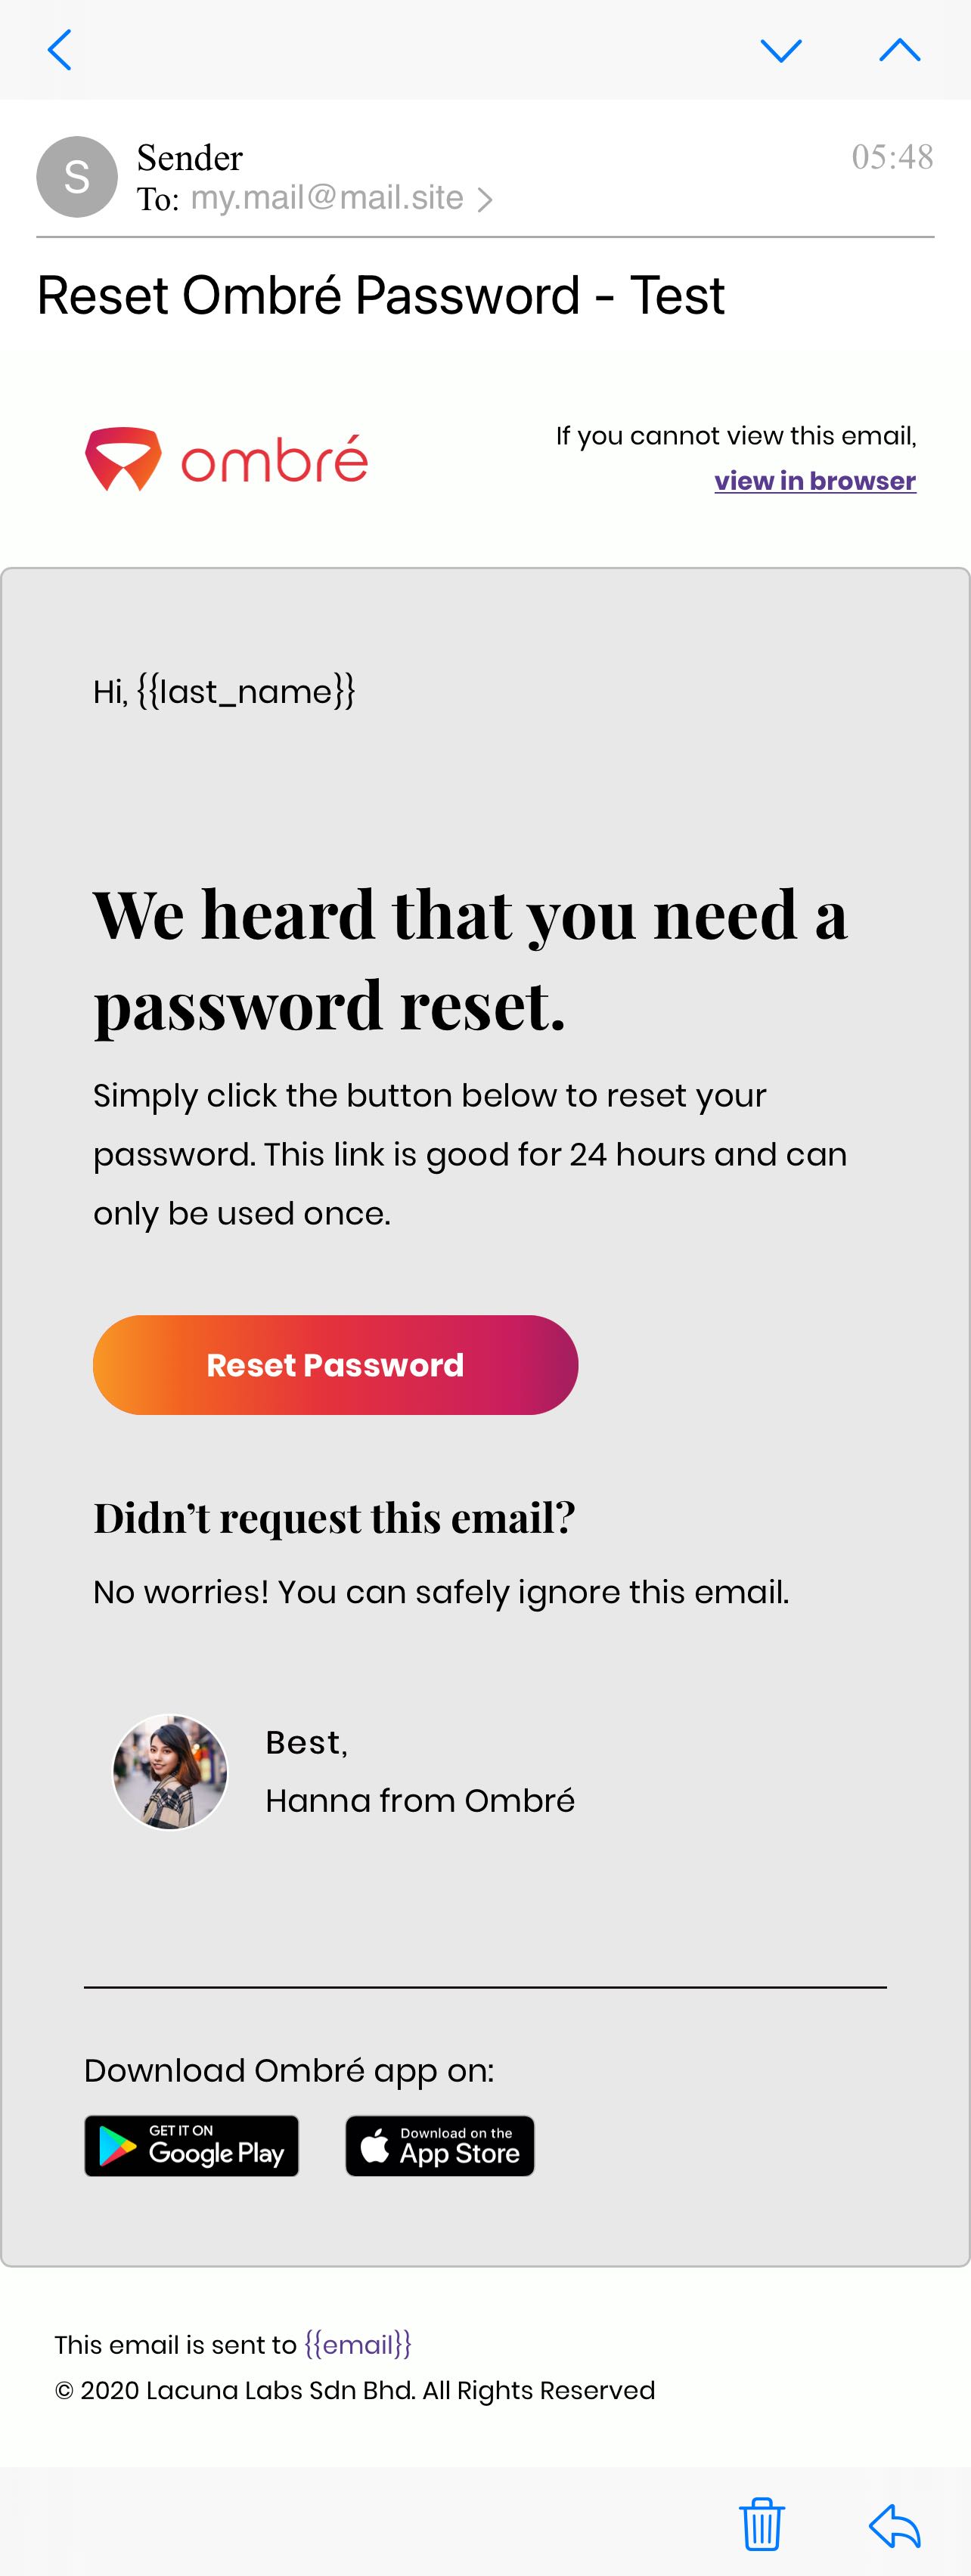 S
Sender
05:48
To: my.mail@mail.site
Reset Ombré Password - Test
ombré
If you cannot view this email,
view in browser
Hi, {{last_name}}
We heard that you need a
password reset.
Simply click the button below to reset your
password. This link is good for 24 hours and can
only be used once.
Reset Password
Didn’t request this email?
No worries! You can safely ignore this email.
Best,
Hanna from Ombré
Download Ombré app on:
GET IT ON
Google Play
Download on the
App Store
This email is sent to {{email}}
© 2020 Lacuna Labs Sdn Bhd. All Rights Reserved